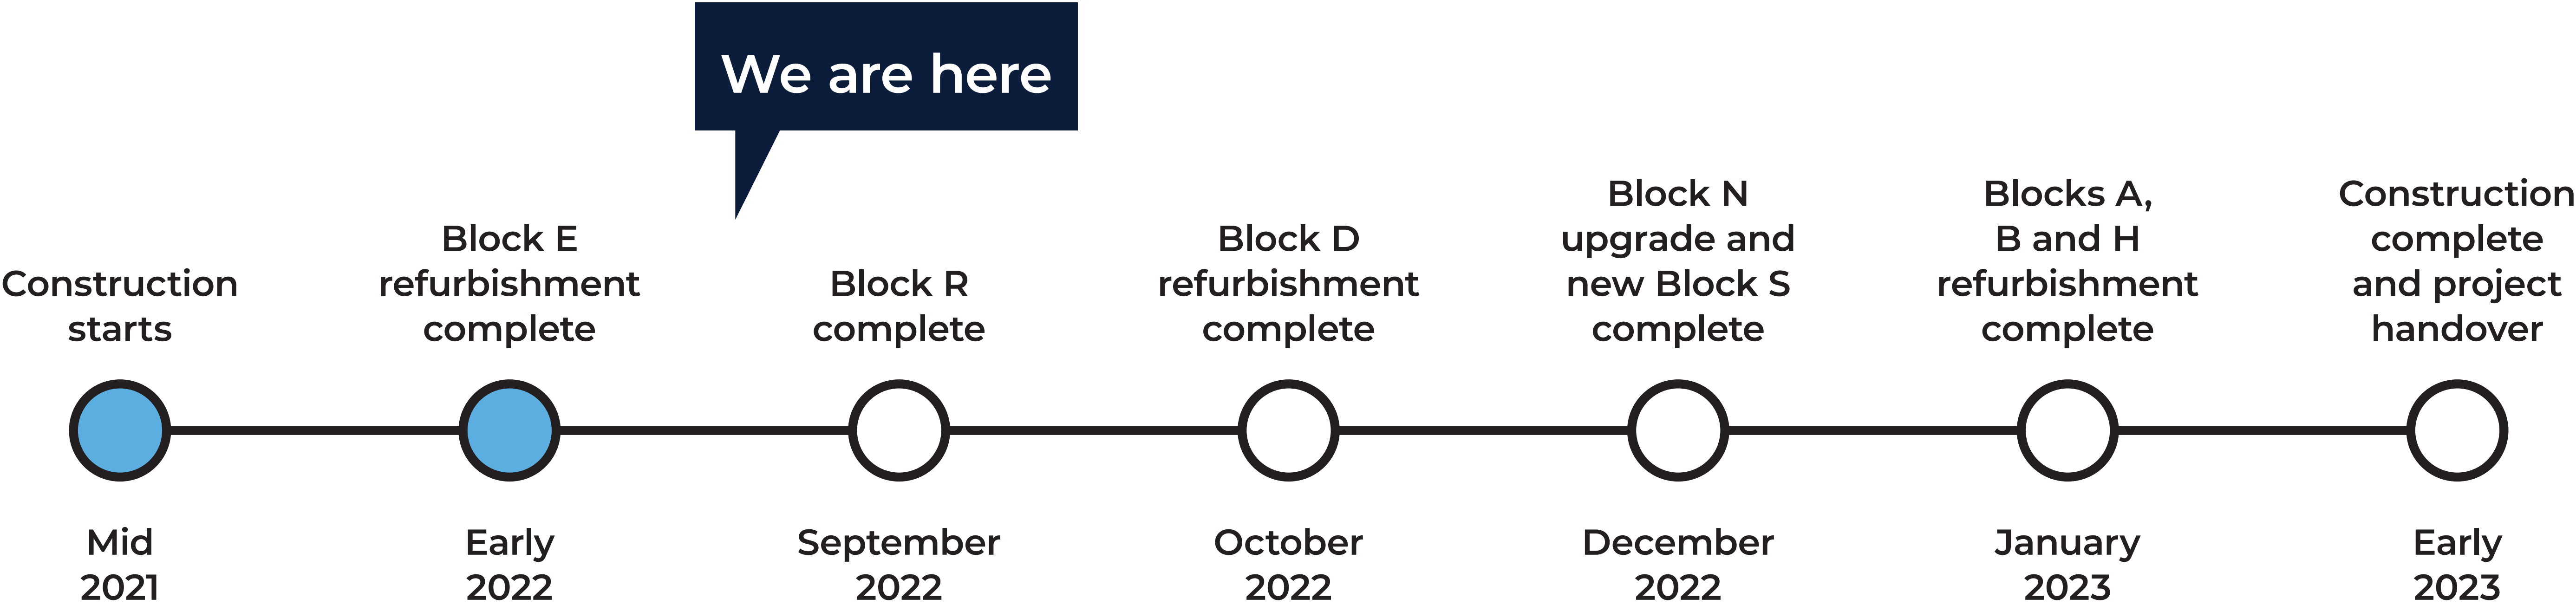 We are here
Construction
starts
Mid
2021
Block E
refurbishment
complete
Early
2022
Block R
complete
September
2022
Block D
refurbishment
complete
October
2022
Block N
upgrade and
new Block S
complete
December
2022
Blocks A,
B and H
refurbishment
complete
January
2023
Construction
complete
and project
handover
Early
2023